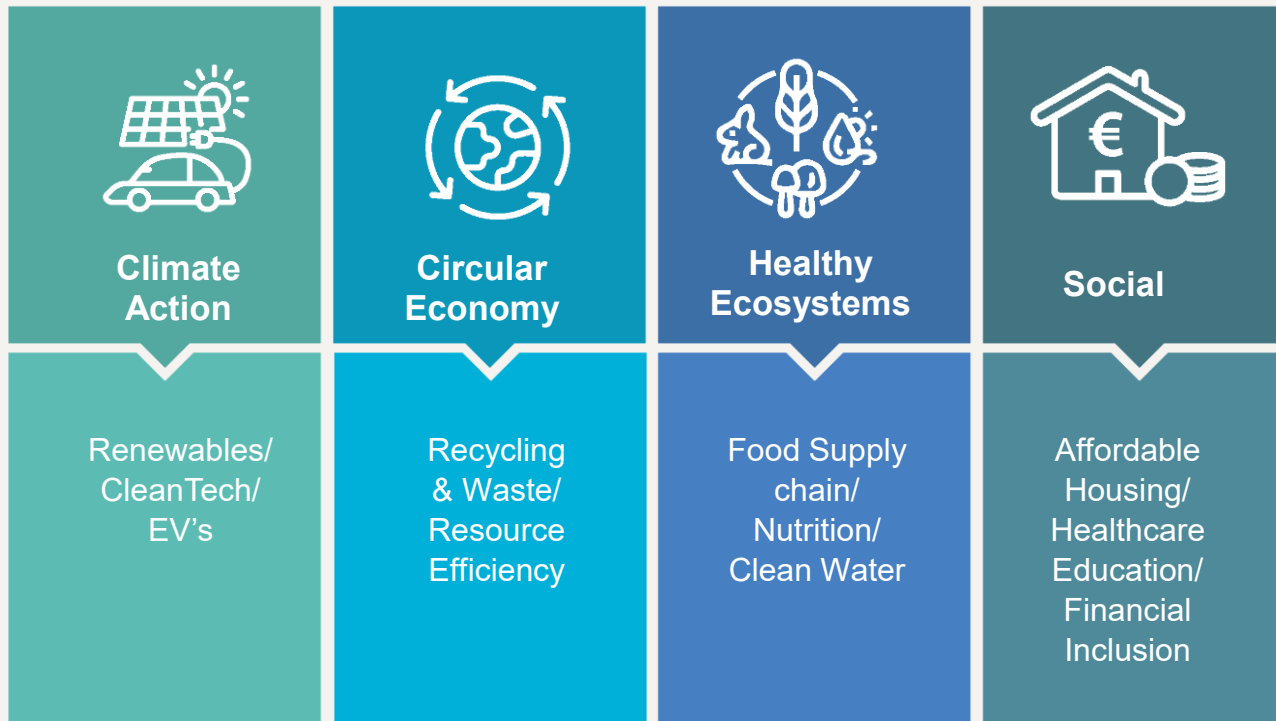 €
Climate
Action
Circular
Economy
Healthy
Ecosystems
Social
Renewables/
CleanTech/
EV’s
Recycling
& Waste/
Resource
Efficiency
Food Supply
chain/
Nutrition/
Clean Water
Affordable
Housing/
Healthcare
Education/
Financial
Inclusion